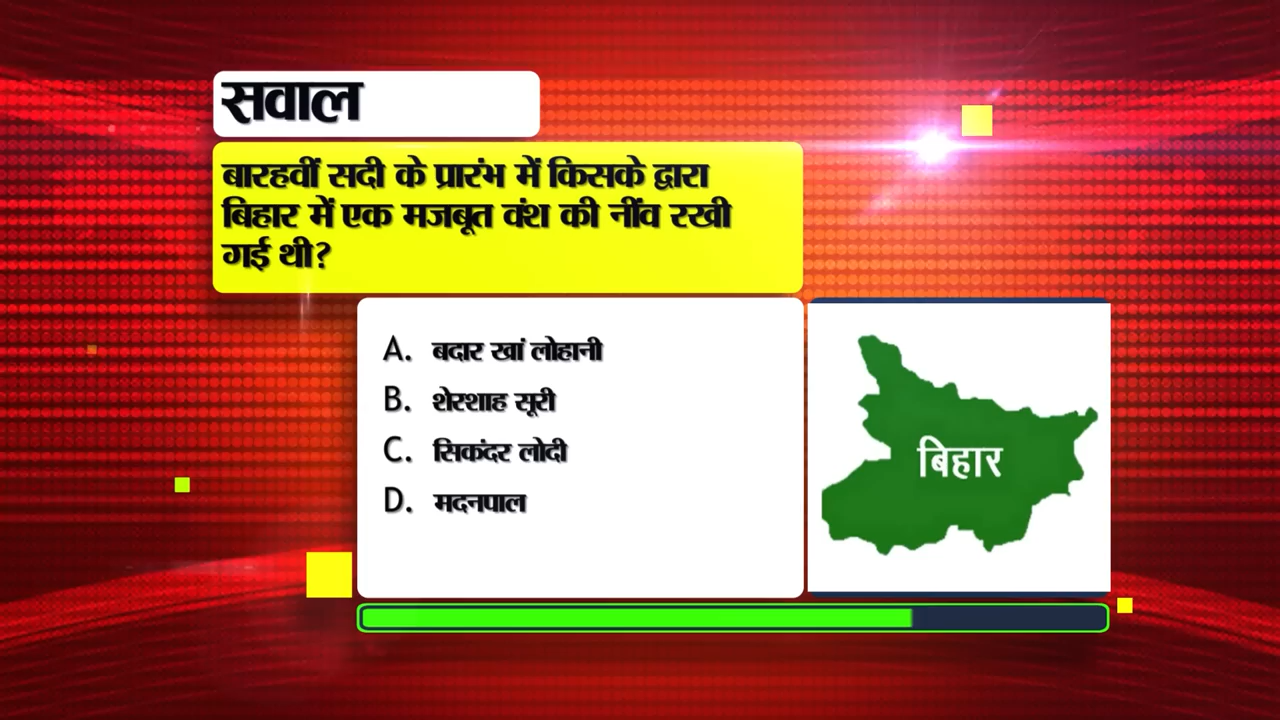 सवाल
बारहवीं सदी के प्रारंभ में किसके द्वारा
बिहार में एक मजबूत वंश की नींव रखी
गई थी?
A. बदार खां लोहानी
B. शेरशाह सूरी
C. सिकंदर लोदी
D. मदनपाल
बिहार